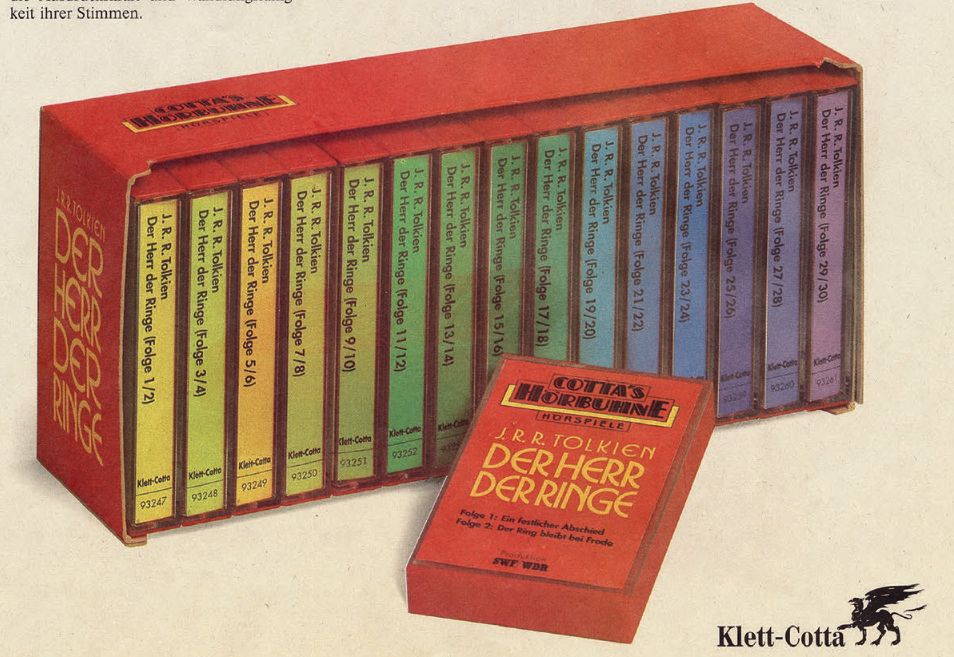 keit ihrer Stimmen.
COTTA'S
HÖRBÜHNE
HÖRSPIELE
J.R.R. TOLKIEN
DER
HERR
DER
RINGE
J. R. R. Tolkien
Der Herr der Ringe (Folge 1/2)
Klett-Cotta
93247
J. R. R. Tolkien
Der Herr der Ringe (Folge 3/4)
Klett-Cotta
93248
J. R. R. Tolkien
Der Herr der Ringe (Folge 5/6)
Klett-Cotta
93249
J. R. R. Tolkien
Der Herr der Ringe (Folge 7/8)
Klett-Cotta
93250
J. R. R. Tolkien
Der Herr der Ringe (Folge 9/10)
Klett-Cotta
93251
J. R. R. Tolkien
Der Herr der Ringe (Folge 11/12)
Klett-Cotta
93252
J. R. R. Tolkien
Der Herr der Ringe (Folge 13/14)
Klett-Cotta
J. R. R. Tolkien
Der Herr der Ringe (Folge 15/16)
J. R. R. Tolkien
Der Herr der Ringe (Folge 17/18)
J. R. R. Tolkien
Der Herr der Ringe (Folge 19/20)
J. R. R. Tolkien
Der Herr der Ringe (Folge 21/22)
J. R. R. Tolkien
Der Herr der Ringe (Folge 23/24)
J. R. R. Tolkien
Der Herr der Ringe (Folge 25/26)
Klett-Cotta
93259
J. R. R. Tolkien
Der Herr der Ringe (Folge 27/28)
Klett-Cotta
93260
J. R. R. Tolkien
Der Herr der Ringe (Folge 29/30)
Klett-Cotta
93261
COTTA'S
HÖRBÜHNE
HÖRSPIELE
J. R. R. TOLKIEN
DER HERR
DER RINGE
Folge 1: Ein festlicher Abschied
Folge 2: Der Ring bleibt bei Frodo
Produktion
SWF WDR
Klett-Cotta